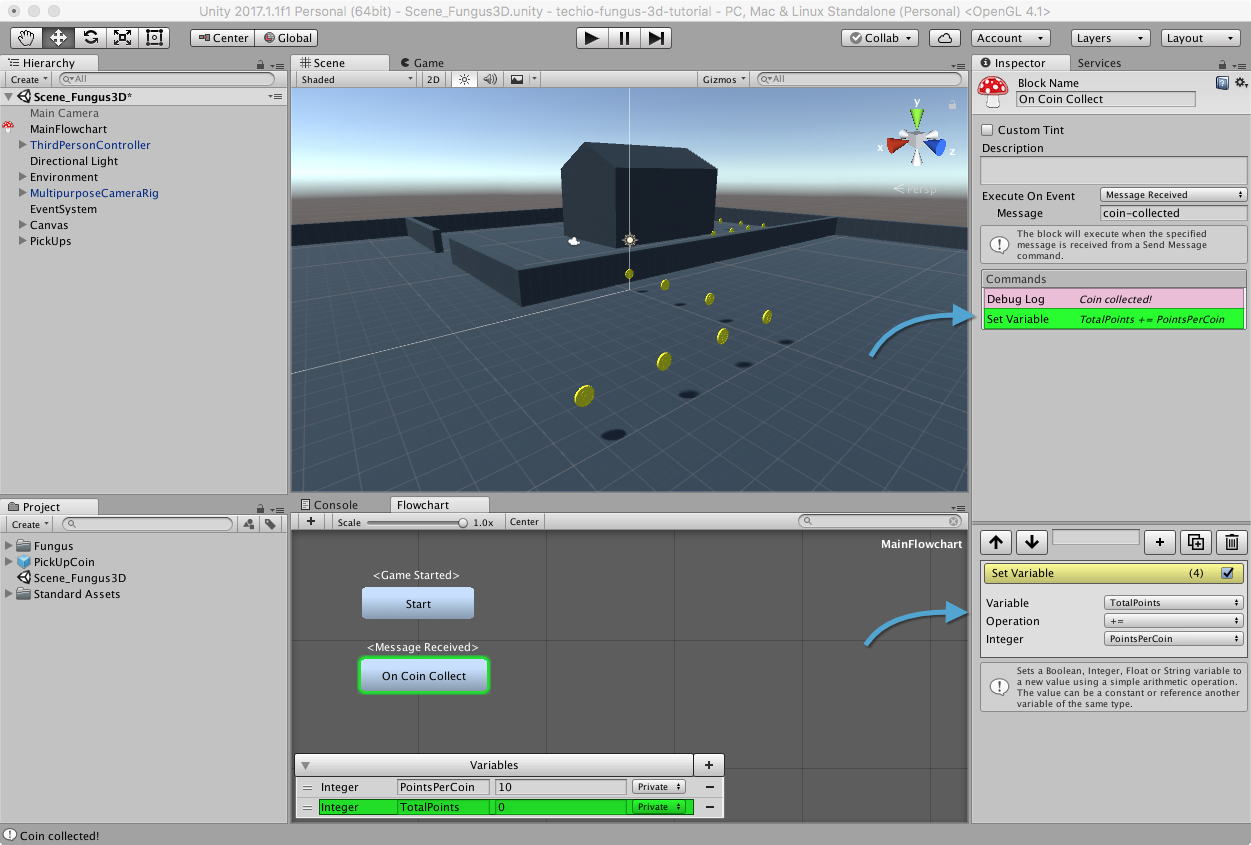 Unity 2017.1.1f1 Personal (64bit) - Scene_Fungus3D.unity - techio-fungus-3d-tutorial - PC, Mac & Linux Standalone (Personal) <OpenGL 4.1>
Center Global Collab Account Layers Layout
Hierarchy
Create All
Scene_Fungus3D*
Main Camera
MainFlowchart
ThirdPersonController
Directional Light
Environment
MultipurposeCameraRig
EventSystem
Canvas
PickUps
Scene Game
Shaded 2D Gizmos All
y
x
z
Persp
Inspector Services
Block Name
On Coin Collect
Custom Tint
Description
Execute On Event Message Received
Message coin-collected
The block will execute when the specified
message is received from a Send Message
command.
Commands
Debug Log Coin collected!
Set Variable TotalPoints += PointsPerCoin
Project
Create
Fungus
PickUpCoin
Scene_Fungus3D
Standard Assets
Console Flowchart
+ Scale 1.0x Center
MainFlowchart
<Game Started>
Start
<Message Received>
On Coin Collect
Variables +
Integer PointsPerCoin 10 Private
Integer TotalPoints 0 Private
Set Variable (4)
Variable TotalPoints
Operation +=
Integer PointsPerCoin
Sets a Boolean, Integer, Float or String variable to
a new value using a simple arithmetic operation.
The value can be a constant or reference another
variable of the same type.
Coin collected!